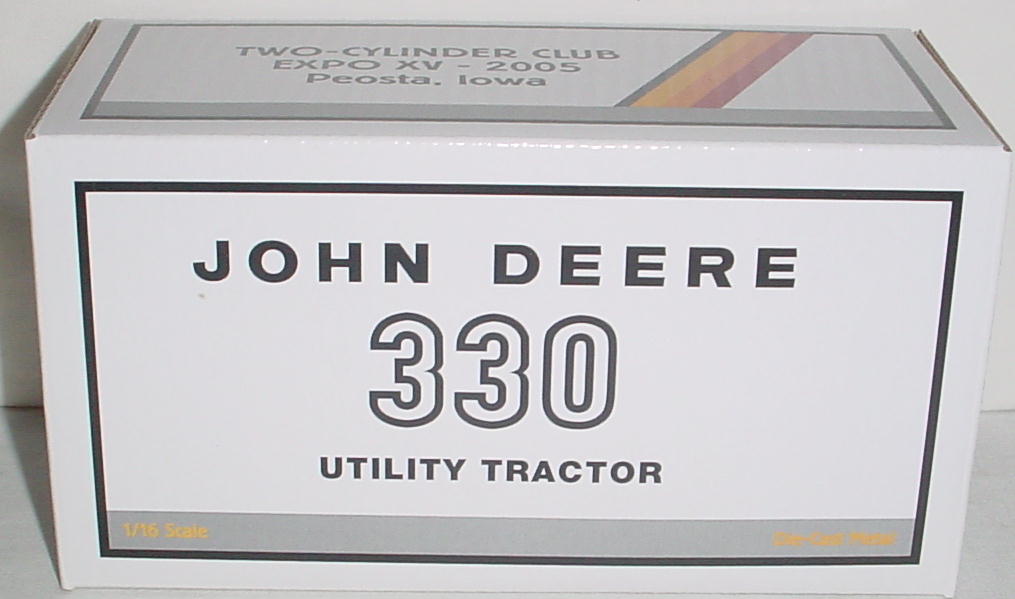 TWO-CYLINDER CLUB
EXPO XV - 2005
Peosta, Iowa
JOHN DEERE
330
UTILITY TRACTOR
1/16 Scale
Die-Cast Metal